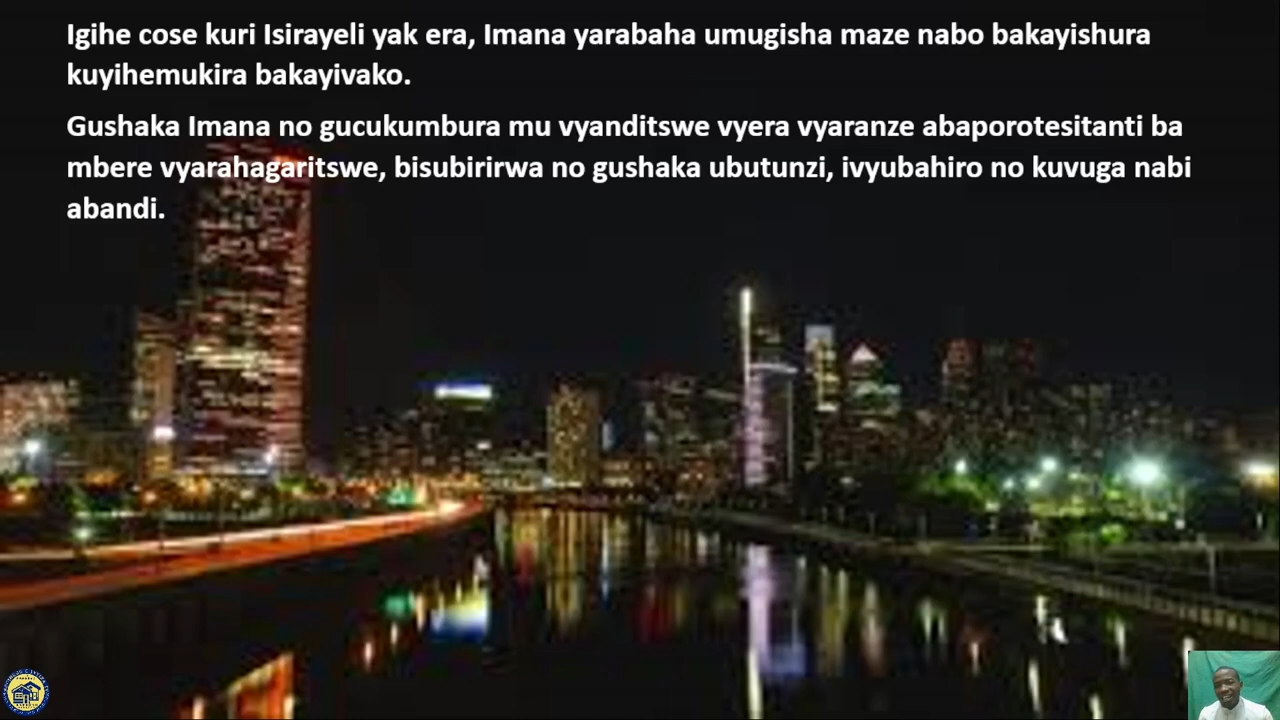 Igihe cose kuri Isirayeli yak era, Imana yarabaha umugisha maze nabo bakayishura
kuyihemukira bakayivako.
Gushaka Imana no gucukumbura mu vyanditswe vyera vyaranze abaporotesitanti ba
mbere vyarahagaritswe, bisubirirwa no gushaka ubutunzi, ivyubahiro no kuvuga nabi
abandi.